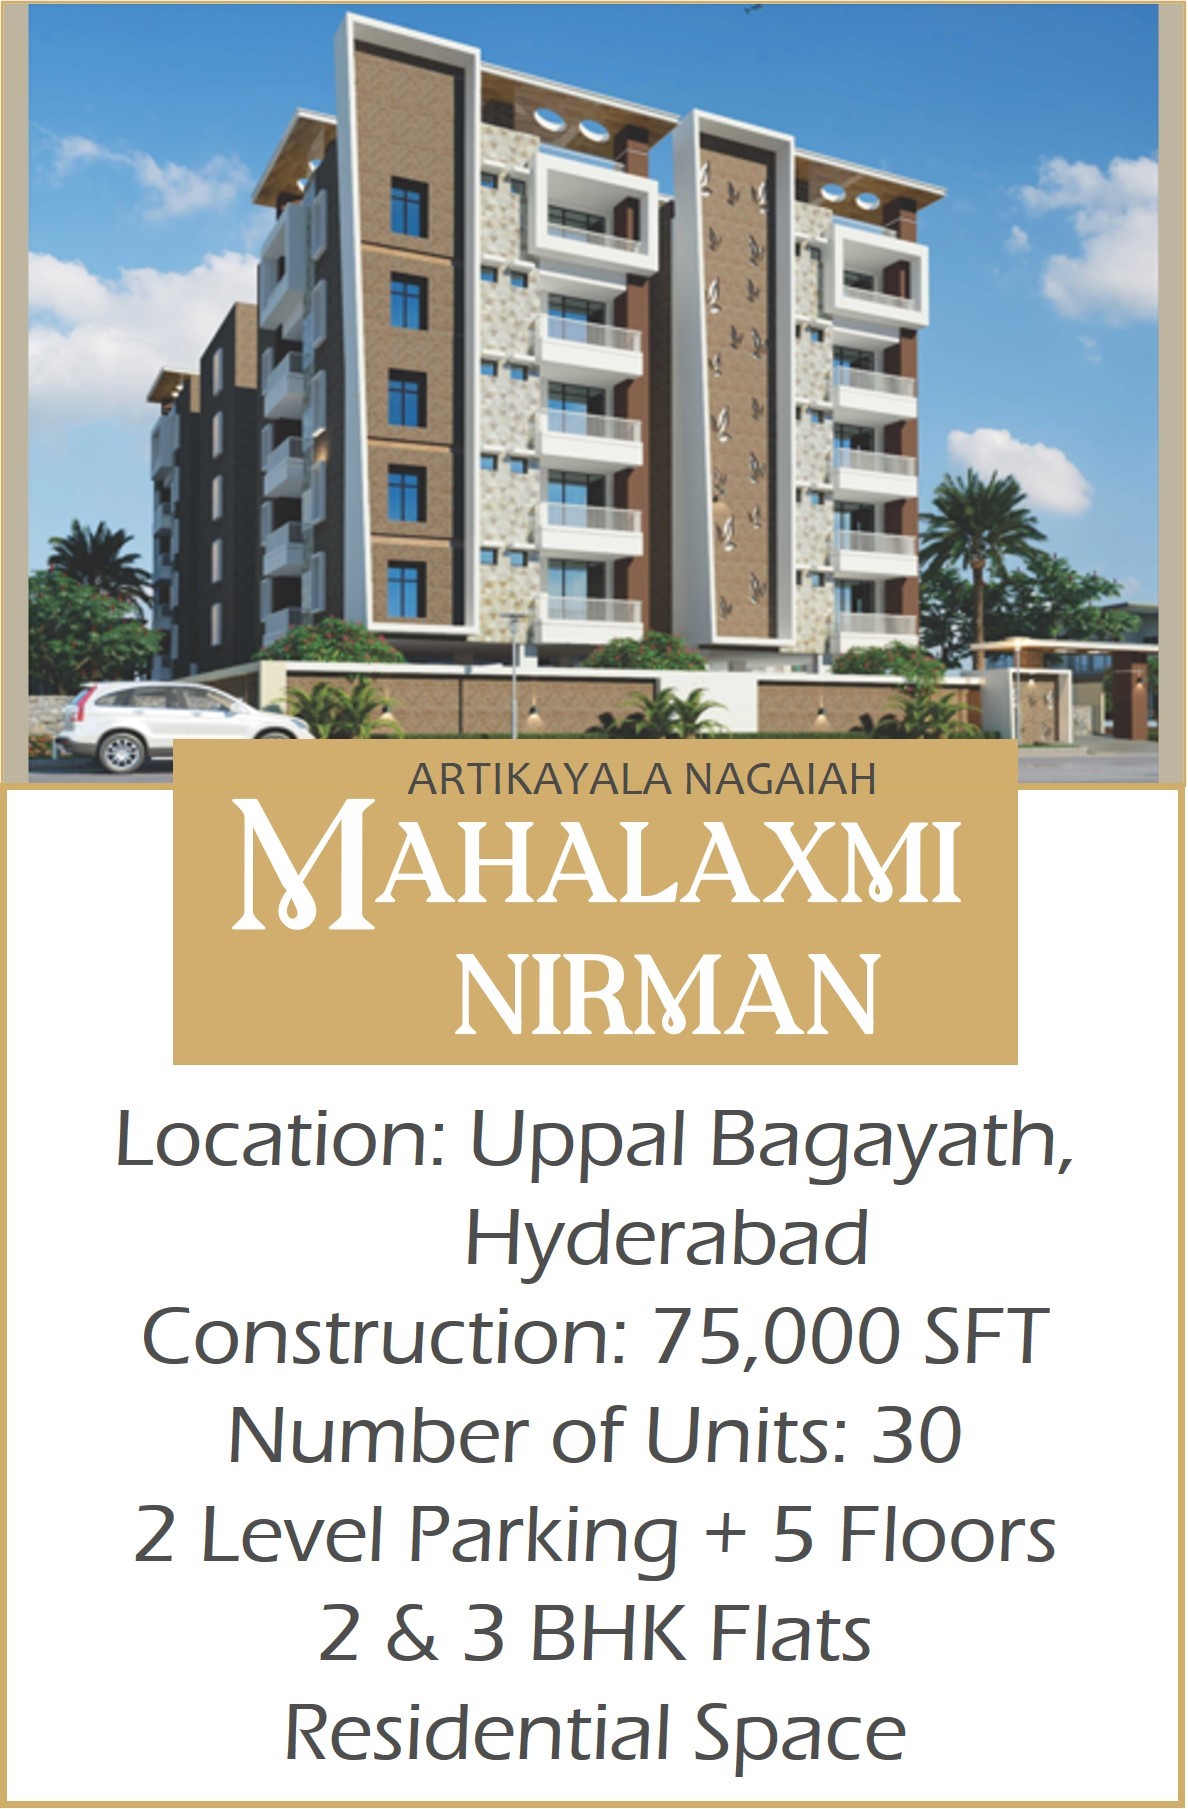 ARTIKAYALA NAGAIAH
MAHALAXMI
NIRMAN
Location: Uppal Bagayath,
Hyderabad
Construction: 75,000 SFT
Number of Units: 30
2 Level Parking + 5 Floors
2 & 3 BHK Flats
Residential Space